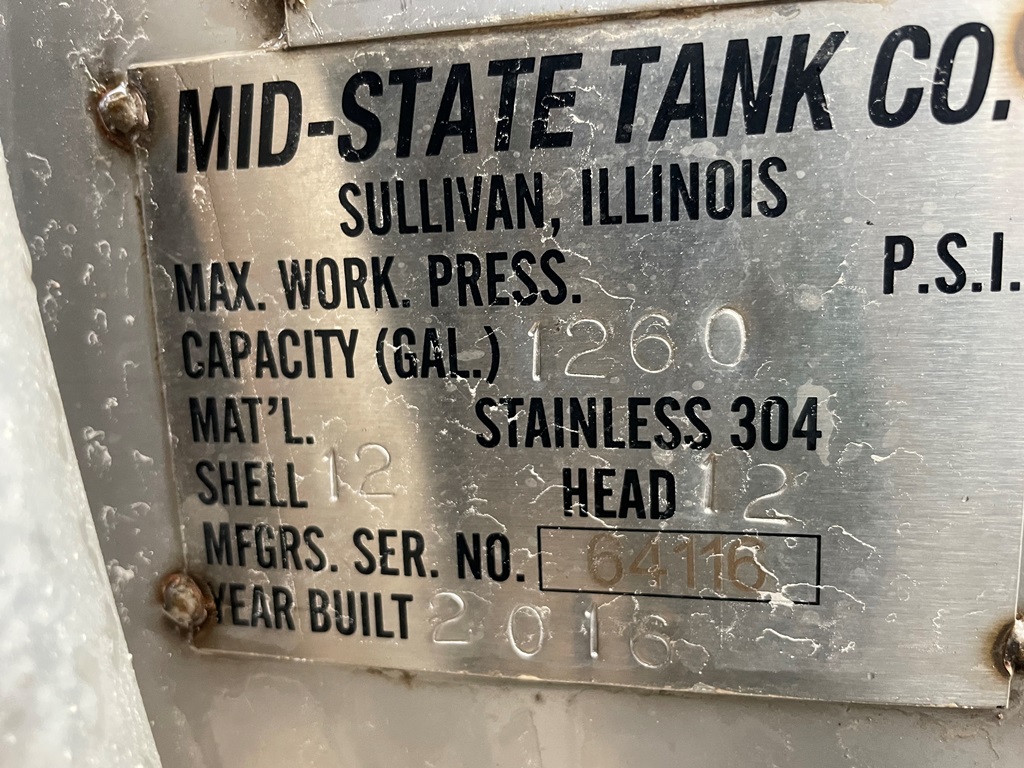 MID-STATE TANK CO.
SULLIVAN, ILLINOIS
MAX. WORK. PRESS. P.S.I.
CAPACITY (GAL.) 1260
MAT'L. STAINLESS 304
SHELL 12 HEAD 12
MFGRS. SER. NO. 64116
YEAR BUILT 2016